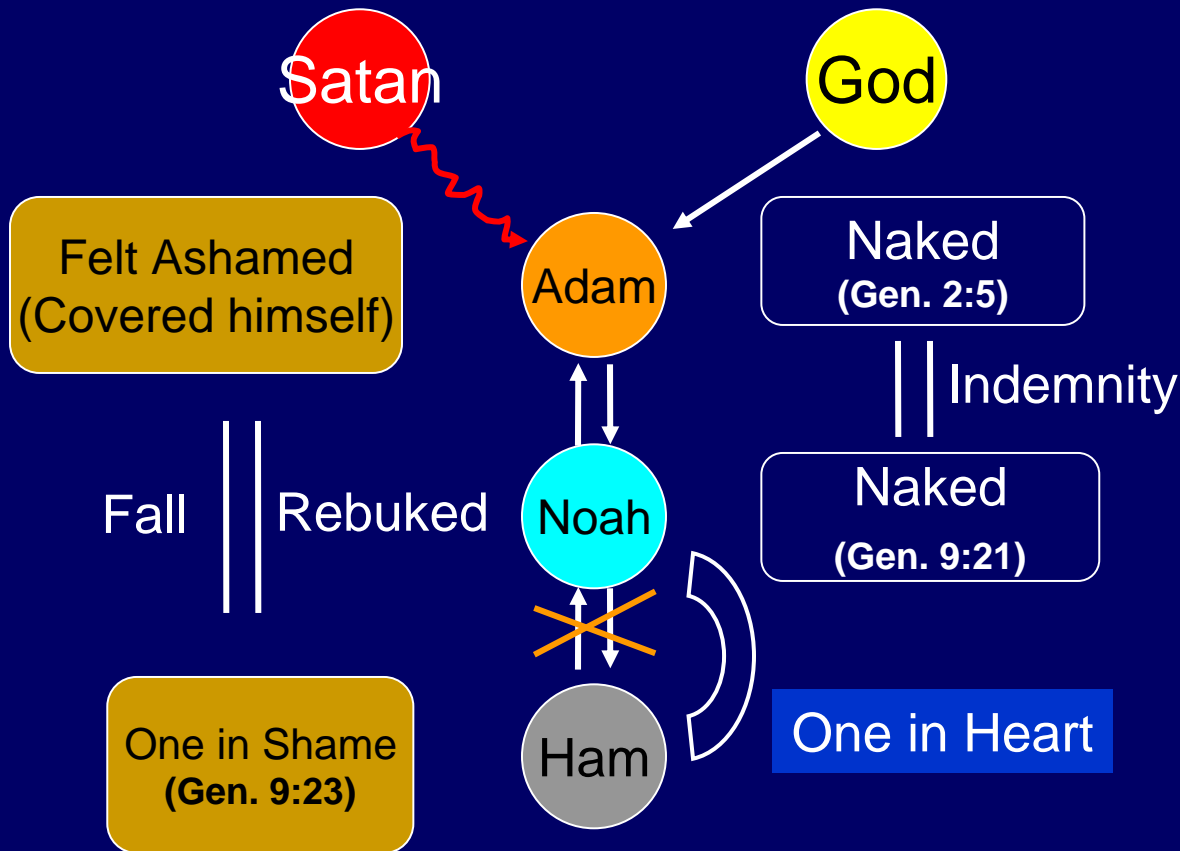 Satan
God
Felt Ashamed
(Covered himself)
Adam
Naked
(Gen. 2:5)
Indemnity
Fall
Rebuked
Noah
Naked
(Gen. 9:21)
One in Shame
(Gen. 9:23)
Ham
One in Heart